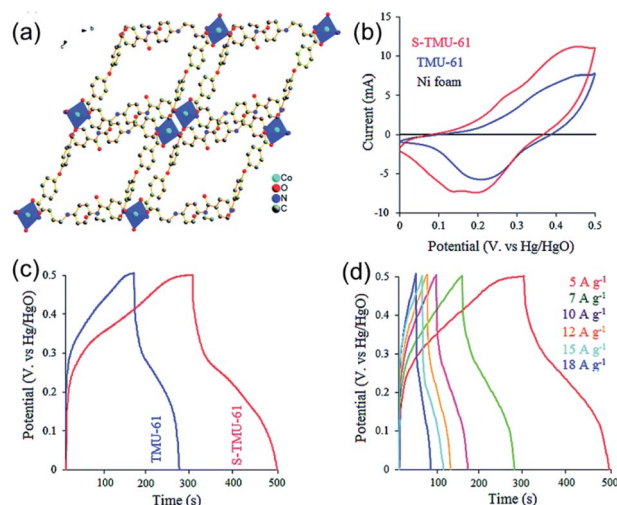 (a)
c
b
Co
O
N
C
(b)
S-TMU-61
TMU-61
Ni foam
Current (mA)
15
10
5
0
-5
-10
0
0.1
0.2
0.3
0.4
0.5
Potential (V. vs Hg/HgO)
(c)
Potential (V. vs Hg/HgO)
0.5
0.4
0.3
0.2
0.1
0
TMU-61
S-TMU-61
100
200
300
400
500
Time (s)
(d)
Potential (V. vs Hg/HgO)
0.5
0.4
0.3
0.2
0.1
0
5 A g-1
7 A g-1
10 A g-1
12 A g-1
15 A g-1
18 A g-1
100
200
300
400
500
Time (s)